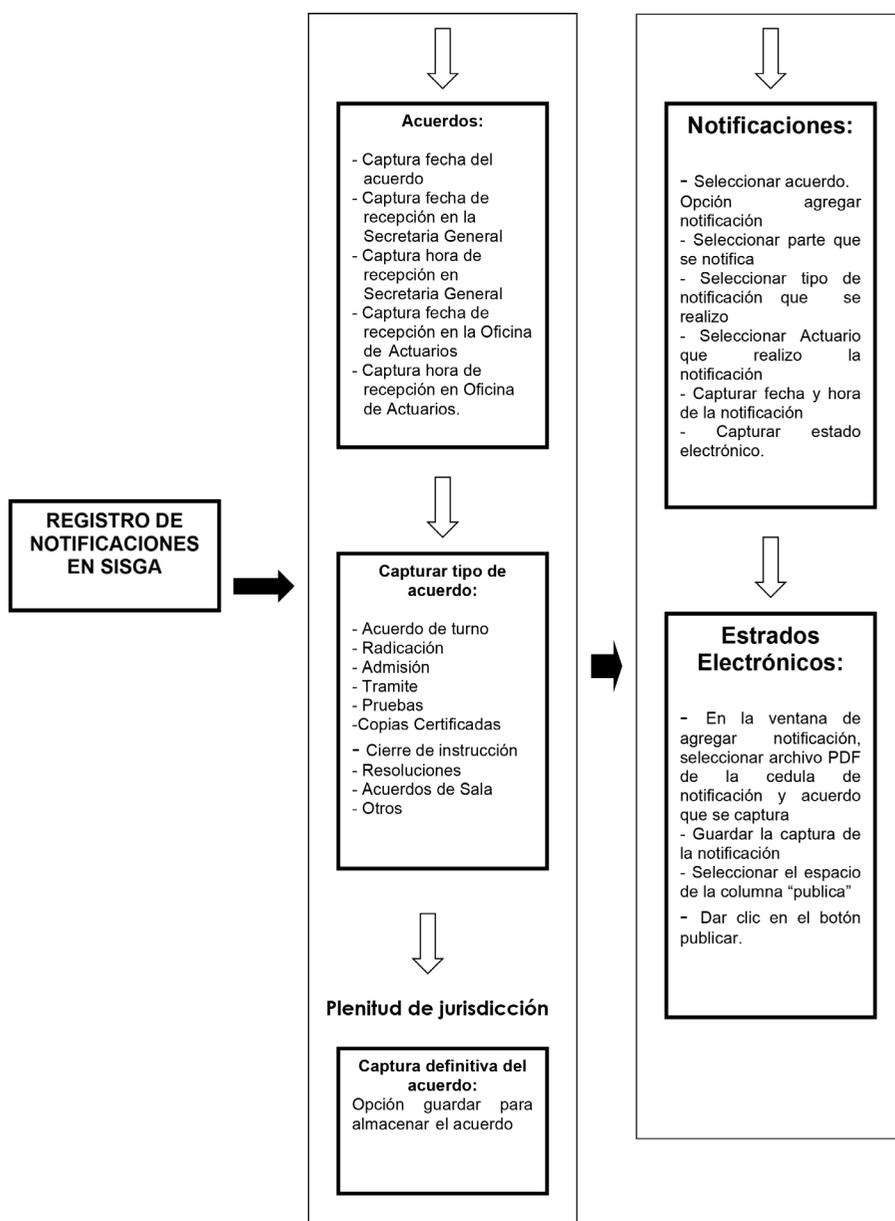 REGISTRO DE
NOTIFICACIONES
EN SISGA
Acuerdos:
- Captura fecha del
acuerdo
- Captura fecha de
recepción en la
Secretaria General
- Captura hora de
recepción en
Secretaria General
- Captura fecha de
recepción en la Oficina
de Actuarios
- Captura hora de
recepción en Oficina
de Actuarios.
Capturar tipo de
acuerdo:
- Acuerdo de turno
- Radicación
- Admisión
- Tramite
- Pruebas
-Copias Certificadas
- Cierre de instrucción
- Resoluciones
- Acuerdos de Sala
- Otros
Plenitud de jurisdicción
Captura definitiva del
acuerdo:
Opción guardar para
almacenar el acuerdo
Notificaciones:
- Seleccionar acuerdo.
Opción agregar
notificación
- Seleccionar parte que
se notifica
- Seleccionar tipo de
notificación que se
realizo
- Seleccionar Actuario
que realizo la
notificación
- Capturar fecha y hora
de la notificación
- Capturar estado
electrónico.
Estrados
Electrónicos:
- En la ventana de
agregar notificación,
seleccionar archivo PDF
de la cedula de
notificación y acuerdo
que se captura
- Guardar la captura de
la notificación
- Seleccionar el espacio
de la columna “publica”
- Dar clic en el botón
publicar.